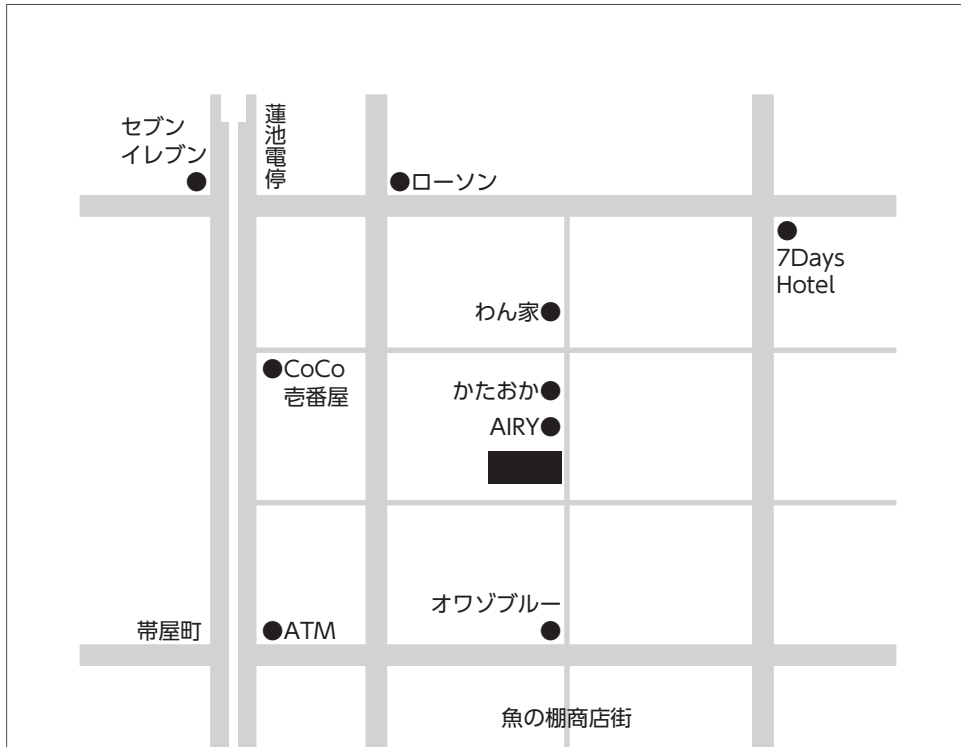 セブン
イレブン
蓮池電停
ローソン
7Days
Hotel
わん家
CoCo
壱番屋
かたおか
AIRY
オワゾブルー
帯屋町
ATM
魚の棚商店街